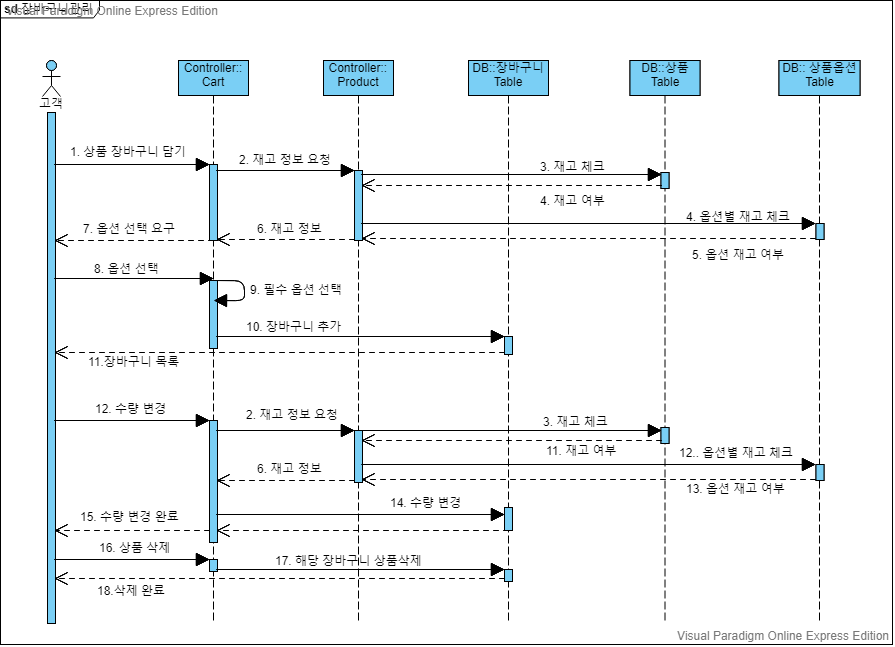 sd 장바구니관리
Visual Paradigm Online Express Edition
고객
Controller::
Cart
Controller::
Product
DB::장바구니
Table
DB::상품
Table
DB:: 상품옵션
Table
1. 상품 장바구니 담기
2. 재고 정보 요청
3. 재고 체크
4. 재고 여부
4. 옵션별 재고 체크
7. 옵션 선택 요구
6. 재고 정보
5. 옵션 재고 여부
8. 옵션 선택
9. 필수 옵션 선택
10. 장바구니 추가
11.장바구니 목록
12. 수량 변경
2. 재고 정보 요청
3. 재고 체크
11. 재고 여부
12.. 옵션별 재고 체크
6. 재고 정보
13. 옵션 재고 여부
14. 수량 변경
15. 수량 변경 완료
16. 상품 삭제
17. 해당 장바구니 상품삭제
18.삭제 완료
Visual Paradigm Online Express Edition